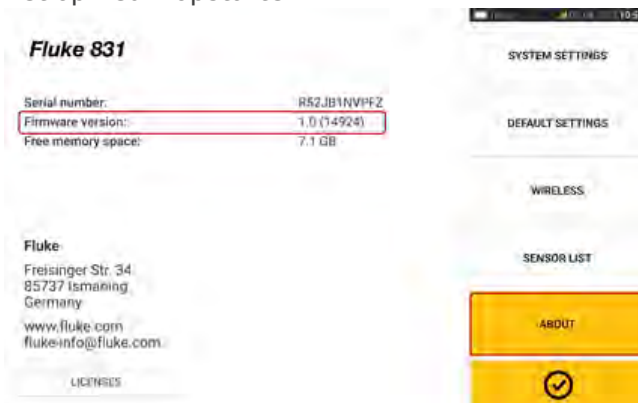 Fluke 831
Serial number: R52JB1NVPFZ
Firmware version: 1.0 (14924)
Free memory space: 7.1 GB
Fluke
Freisinger Str. 34
85737 Ismaning
Germany
www.fluke.com
fluke-info@fluke.com
LICENSES
SYSTEM SETTINGS
DEFAULT SETTINGS
WIRELESS
SENSOR LIST
ABOUT